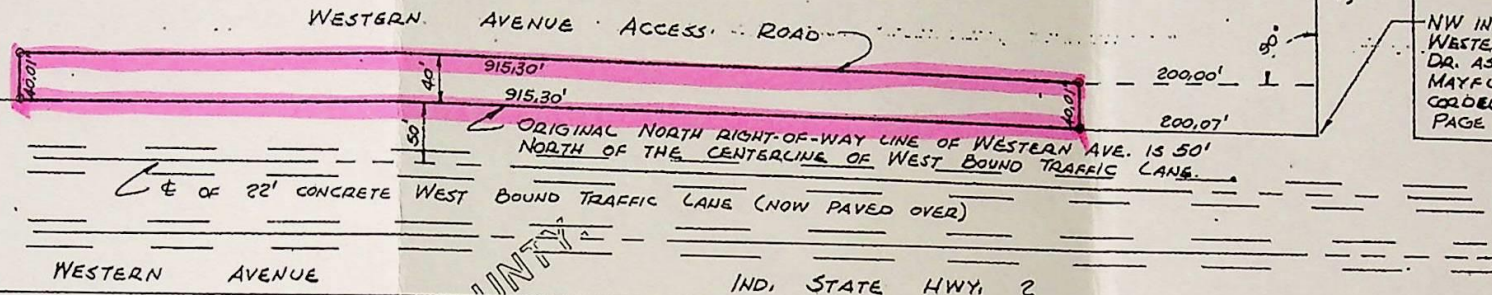 WESTERN AVENUE ACCESS ROAD
NW IN
WESTE
DR. AS
MAYFL
CORDE
PAGE
90°
40.01'
915.30'
40'
40.01'
200.00'
915.30'
200.07'
50'
ORIGINAL NORTH RIGHT-OF-WAY LINE OF WESTERN AVE. IS 50'
NORTH OF THE CENTERLINE OF WEST BOUND TRAFFIC LANE.
℄ OF 22' CONCRETE WEST BOUND TRAFFIC LANE (NOW PAVED OVER)
WESTERN AVENUE
IND. STATE HWY. 2